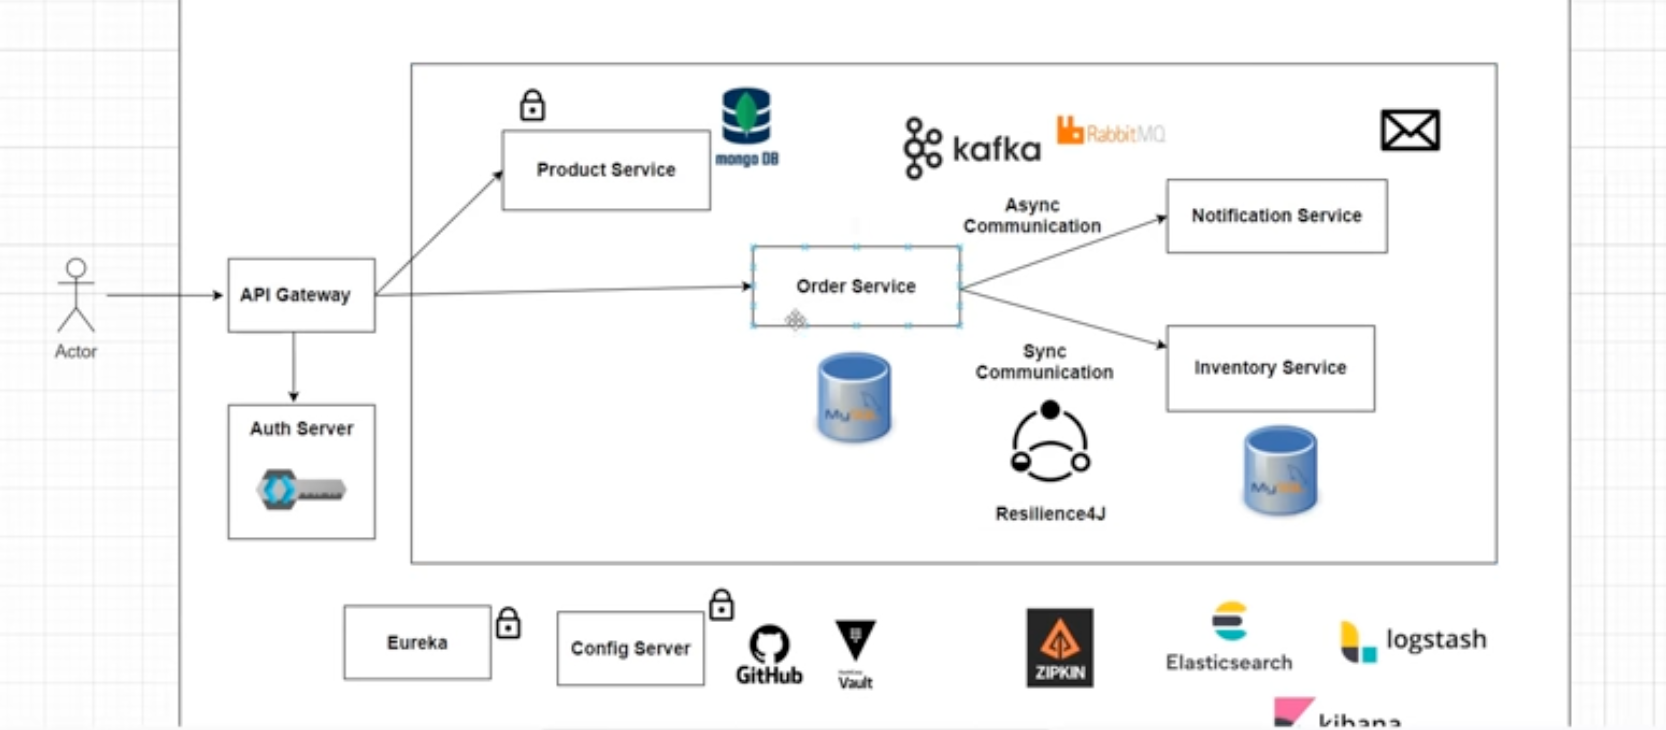 Product Service
mongo DB
kafka
RabbitMQ
Async
Communication
Notification Service
Actor
API Gateway
Order Service
Auth Server
MySQL
Sync
Communication
Inventory Service
MySQL
Resilience4J
Eureka
Config Server
GitHub
Vault
ZIPKIN
Elasticsearch
logstash
kibana